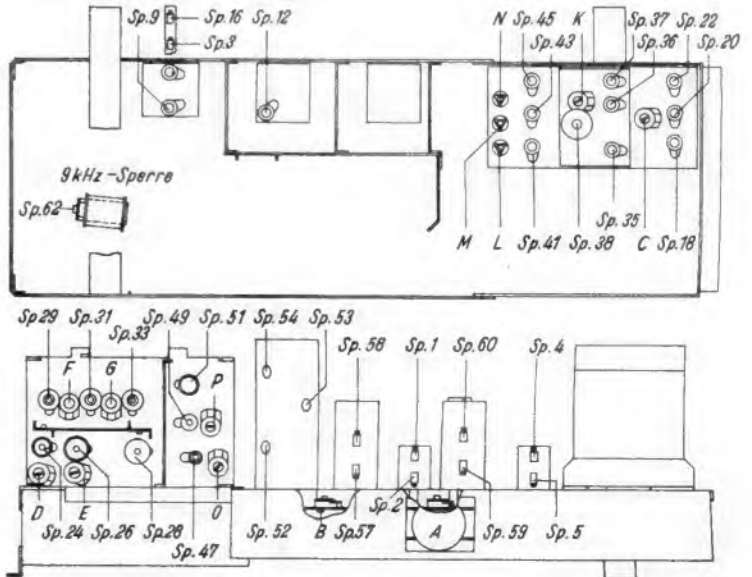 Sp.9 Sp.16 Sp.12 N Sp.45 K Sp.37 Sp.22
Sp.3 Sp.43 Sp.36 Sp.20
9kHz-Sperre
Sp.62
Sp.35
M L Sp.41 Sp.38 C Sp.18
Sp29 Sp.31 Sp.49 Sp.51 Sp.54 Sp.53
Sp.33
Sp.58 Sp.1 Sp.60 Sp.4
F G P
D E O
Sp.24 Sp.26 Sp.28
Sp.47
Sp.52 B Sp.57 Sp.2 A Sp.59 Sp.5